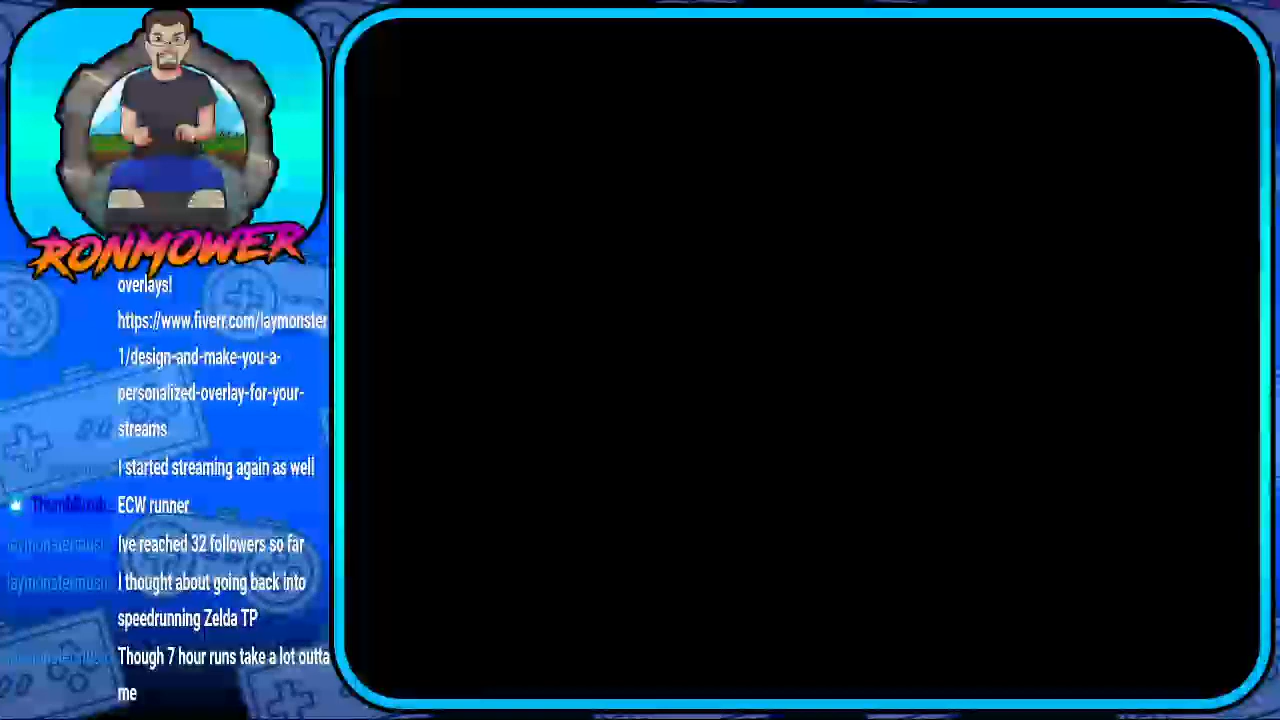 RONMOWER
overlays!
https://www.fiverr.com/laymonster
1/design-and-make-you-a-
personalized-overlay-for-your-
streams
I started streaming again as well
ECW runner
laymonstermusic Ive reached 32 followers so far
laymonstermusic I thought about going back into
speedrunning Zelda TP
Though 7 hour runs take a lot outta
me